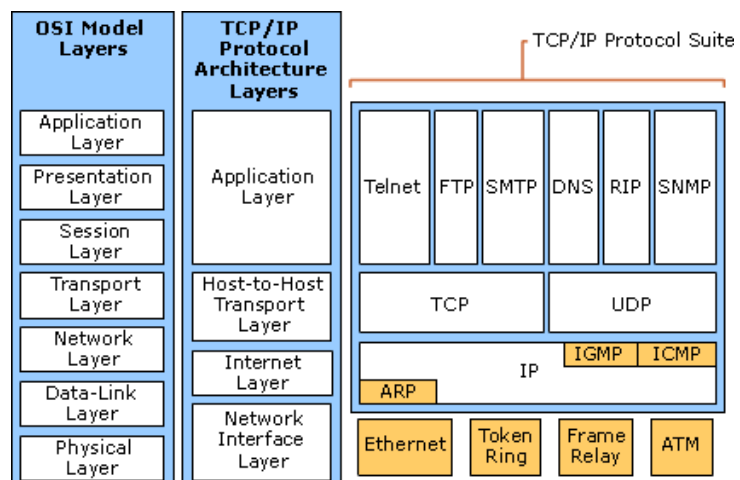 OSI Model
Layers
Application
Layer
Presentation
Layer
Session
Layer
Transport
Layer
Network
Layer
Data-Link
Layer
Physical
Layer
TCP/IP
Protocol
Architecture
Layers
Application
Layer
Host-to-Host
Transport
Layer
Internet
Layer
Network
Interface
Layer
TCP/IP Protocol Suite
Telnet
FTP
SMTP
DNS
RIP
SNMP
TCP
UDP
IP
IGMP
ICMP
ARP
Ethernet
Token
Ring
Frame
Relay
ATM